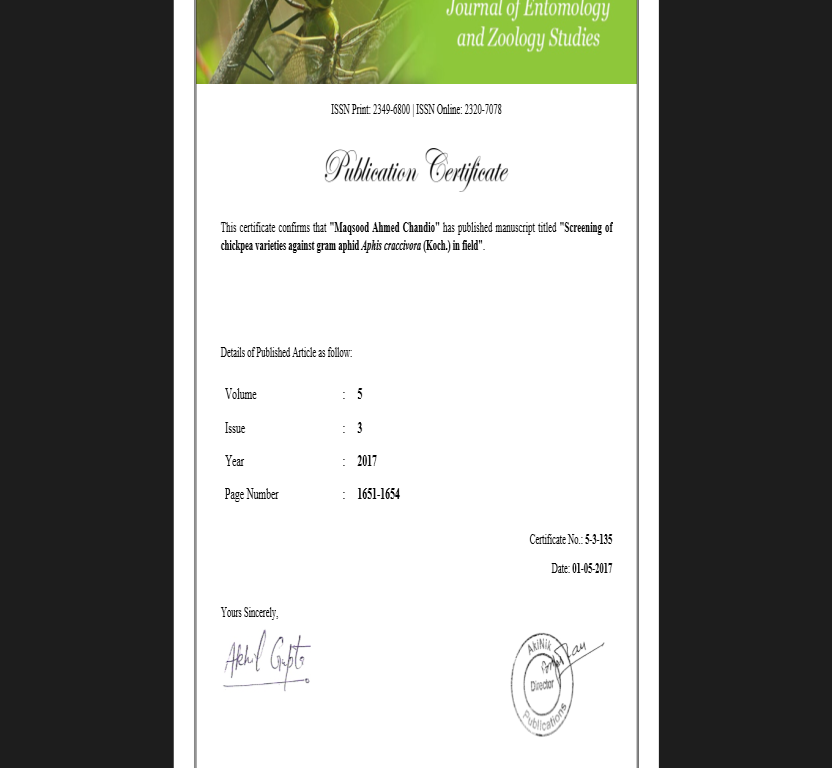 Journal of Entomology
and Zoology Studies
ISSN Print: 2349-6800 | ISSN Online: 2320-7078
Publication Certificate
This certificate confirms that "Maqsood Ahmed Chandio" has published manuscript titled "Screening of
chickpea varieties against gram aphid Aphis craccivora (Koch.) in field".
Details of Published Article as follow:
Volume : 5
Issue : 3
Year : 2017
Page Number : 1651-1654
Certificate No.: 5-3-135
Date: 01-05-2017
Yours Sincerely,
Akhil Gupta
AkiNik
Director
Publications